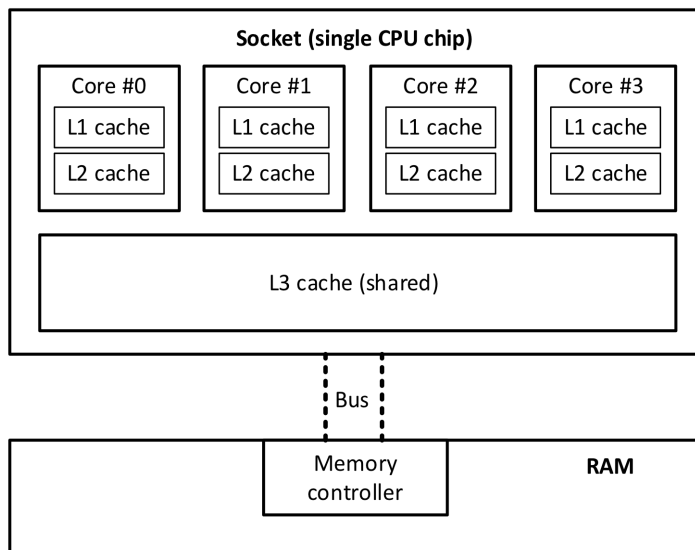 Socket (single CPU chip)
Core #0
L1 cache
L2 cache
Core #1
L1 cache
L2 cache
Core #2
L1 cache
L2 cache
Core #3
L1 cache
L2 cache
L3 cache (shared)
Bus
Memory
controller
RAM